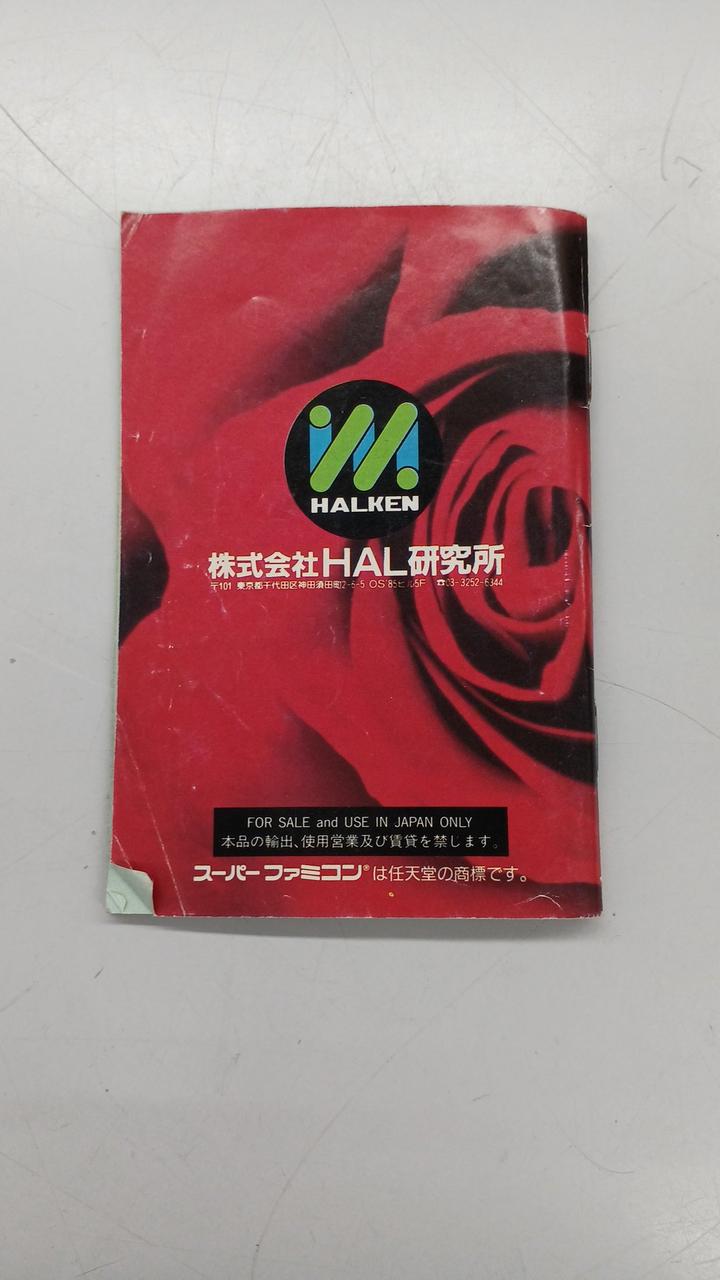 HALKEN
株式会社HAL研究所
〒101 東京都千代田区神田須田町2-6-5 OS'85ビル5F ☎03-3252-6344
FOR SALE and USE IN JAPAN ONLY
本品の輸出、使用営業及び賃貸を禁じます。
スーパーファミコン®は任天堂の商標です。